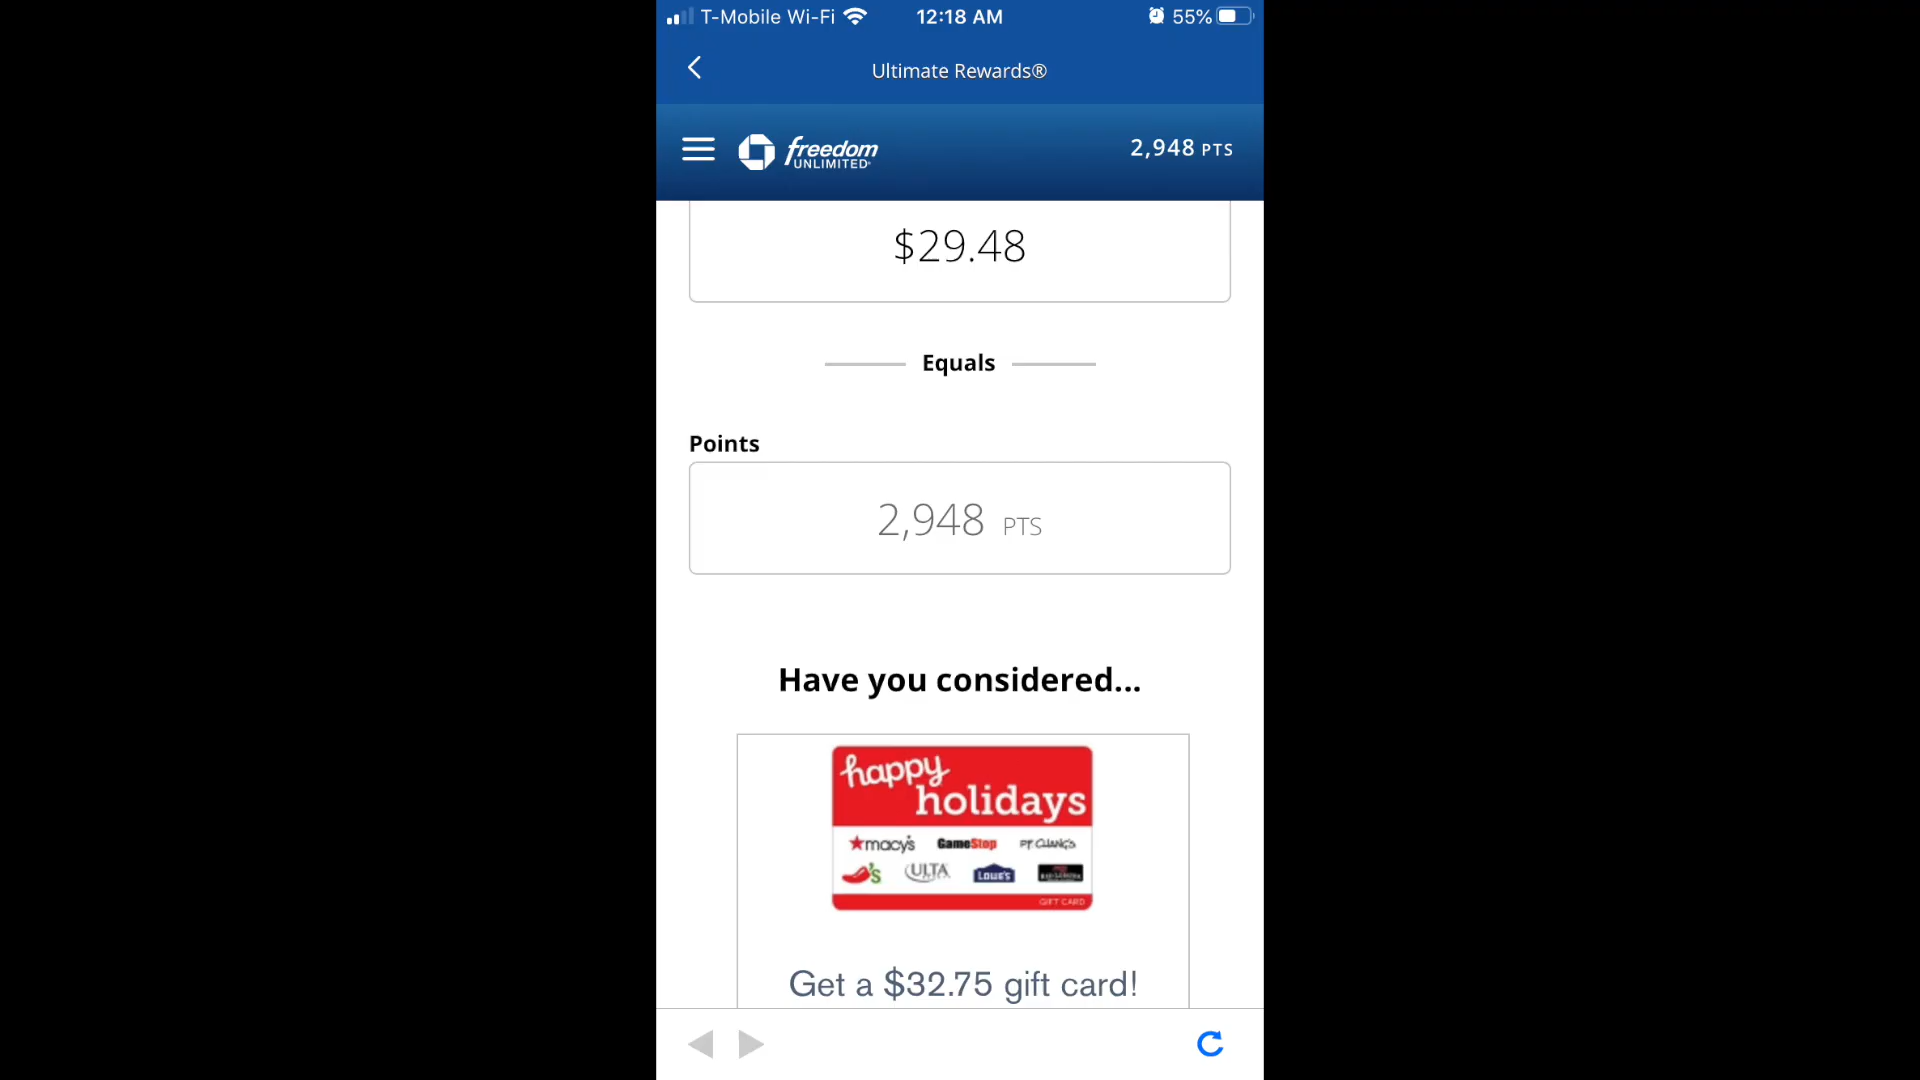 T-Mobile Wi-Fi 12:18 AM 55%
Ultimate Rewards®
freedom UNLIMITED® 2,948 PTS
$29.48
Equals
Points
2,948 PTS
Have you considered...
happy
holidays
macy's GameStop P.F. CHANG'S
'S ULTA LOWE'S
GIFT CARD
Get a $32.75 gift card!